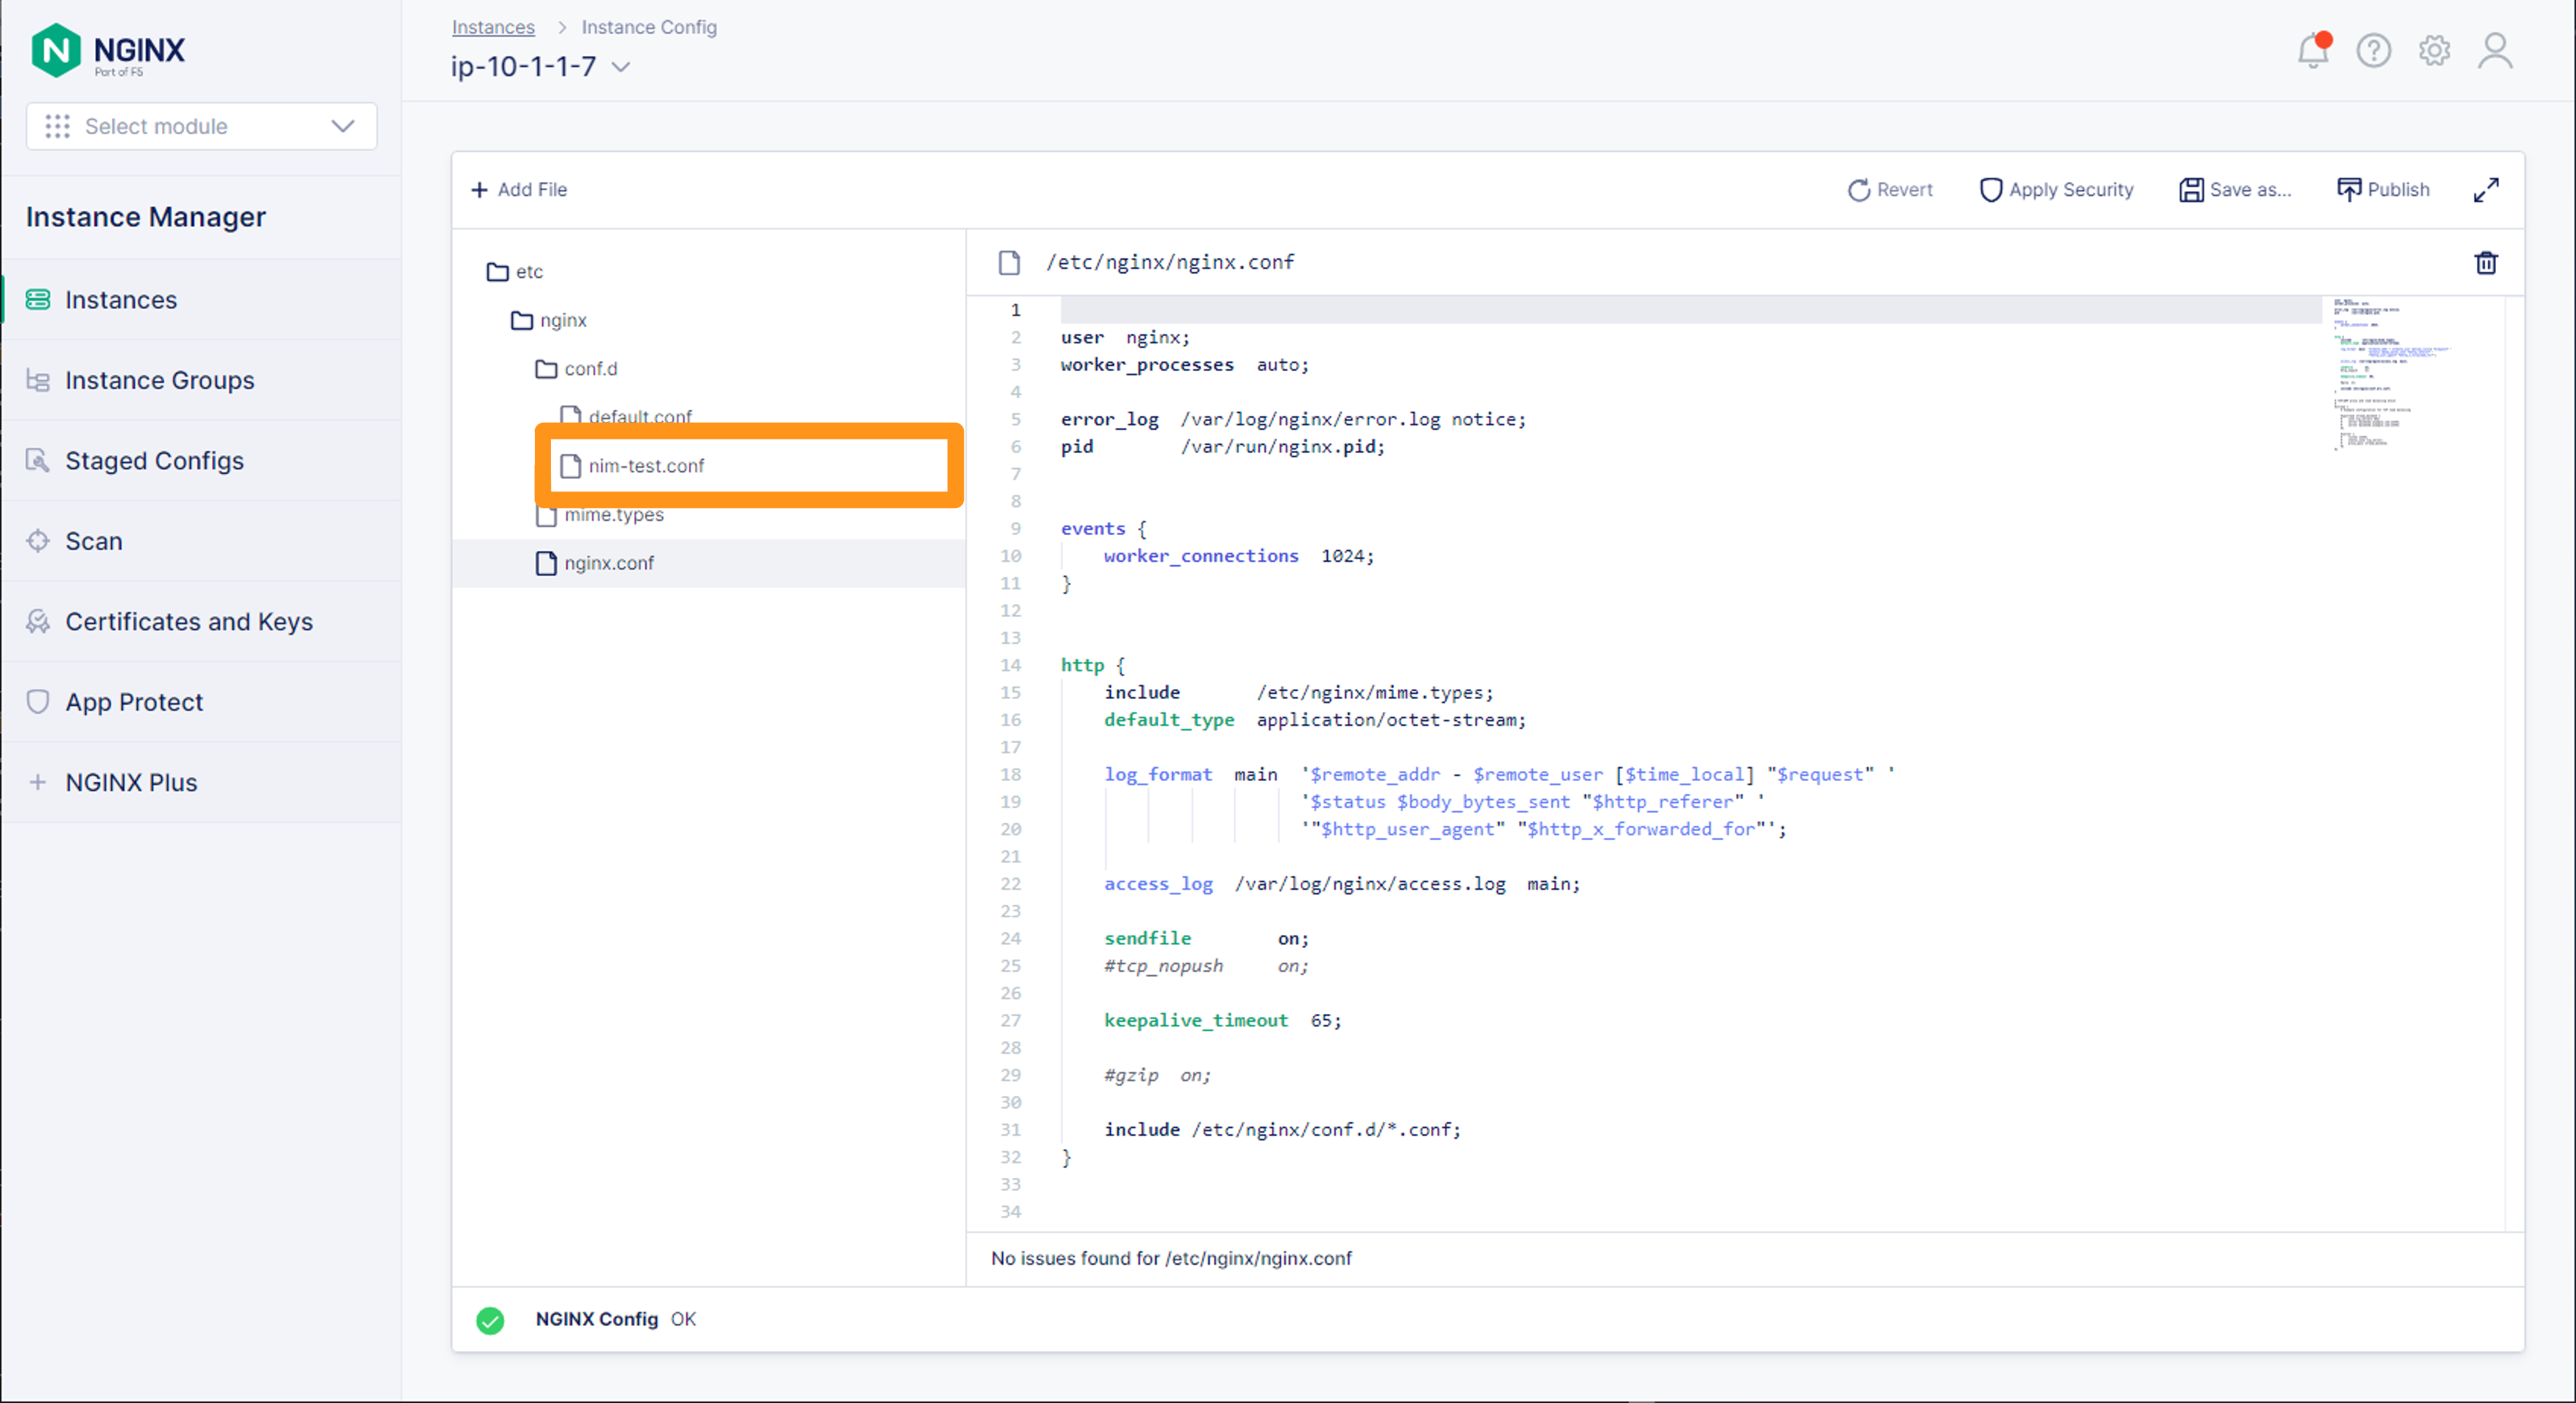 NGINX
Part of F5
Select module
Instance Manager
Instances
Instance Groups
Staged Configs
Scan
Certificates and Keys
App Protect
NGINX Plus
Instances > Instance Config
ip-10-1-1-7
Add File
Revert
Apply Security
Save as...
Publish
etc
nginx
conf.d
default.conf
nim-test.conf
mime.types
nginx.conf
/etc/nginx/nginx.conf
1
2 user  nginx;
3 worker_processes  auto;
4
5 error_log  /var/log/nginx/error.log notice;
6 pid        /var/run/nginx.pid;
7
8
9 events {
10     worker_connections  1024;
11 }
12
13
14 http {
15     include       /etc/nginx/mime.types;
16     default_type  application/octet-stream;
17
18     log_format  main  '$remote_addr - $remote_user [$time_local] "$request" '
19                       '$status $body_bytes_sent "$http_referer" '
20                       '"$http_user_agent" "$http_x_forwarded_for"';
21
22     access_log  /var/log/nginx/access.log  main;
23
24     sendfile        on;
25     #tcp_nopush     on;
26
27     keepalive_timeout  65;
28
29     #gzip  on;
30
31     include /etc/nginx/conf.d/*.conf;
32 }
33
34
No issues found for /etc/nginx/nginx.conf
NGINX Config OK